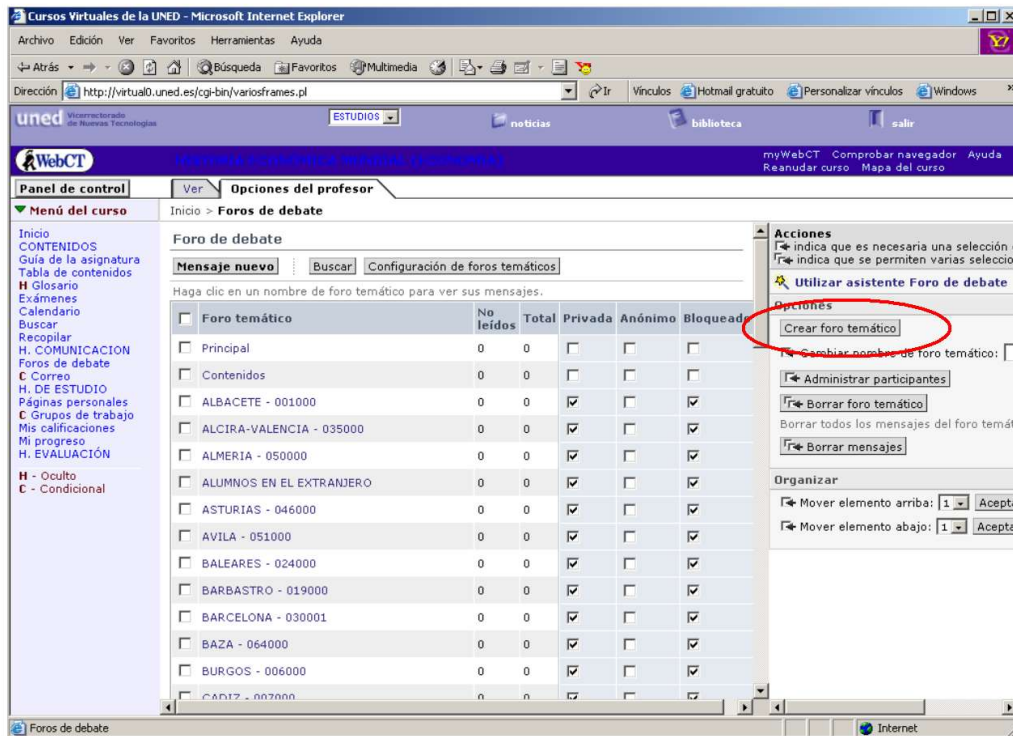 Cursos Virtuales de la UNED - Microsoft Internet Explorer
Archivo Edición Ver Favoritos Herramientas Ayuda
Atrás Búsqueda Favoritos Multimedia
Dirección http://virtual0.uned.es/cgi-bin/variosframes.pl Ir Vínculos Hotmail gratuito Personalizar vínculos Windows »
uned Vicerrectorado de Nuevas Tecnologías ESTUDIOS noticias biblioteca salir
WebCT
myWebCT Comprobar navegador Ayuda
Reanudar curso Mapa del curso
Panel de control Ver Opciones del profesor
Menú del curso
Inicio > Foros de debate
Inicio
CONTENIDOS
Guía de la asignatura
Tabla de contenidos
H Glosario
Exámenes
Calendario
Buscar
Recopilar
H. COMUNICACION
Foros de debate
C Correo
H. DE ESTUDIO
Páginas personales
C Grupos de trabajo
Mis calificaciones
Mi progreso
H. EVALUACIÓN
H - Oculto
C - Condicional
Foro de debate
Mensaje nuevo Buscar Configuración de foros temáticos
Haga clic en un nombre de foro temático para ver sus mensajes.
Foro temático No leídos Total Privada Anónimo Bloqueado
Principal 0 0
Contenidos 0 0
ALBACETE - 001000 0 0
ALCIRA-VALENCIA - 035000 0 0
ALMERIA - 050000 0 0
ALUMNOS EN EL EXTRANJERO 0 0
ASTURIAS - 046000 0 0
AVILA - 051000 0 0
BALEARES - 024000 0 0
BARBASTRO - 019000 0 0
BARCELONA - 030001 0 0
BAZA - 064000 0 0
BURGOS - 006000 0 0
CADIZ - 007000 0 0
Acciones
indica que es necesaria una selección
indica que se permiten varias seleccio
Utilizar asistente Foro de debate
Opciones
Crear foro temático
Cambiar nombre de foro temático:
Administrar participantes
Borrar foro temático
Borrar todos los mensajes del foro temát
Borrar mensajes
Organizar
Mover elemento arriba: 1 Acepta
Mover elemento abajo: 1 Acepta
Foros de debate Internet